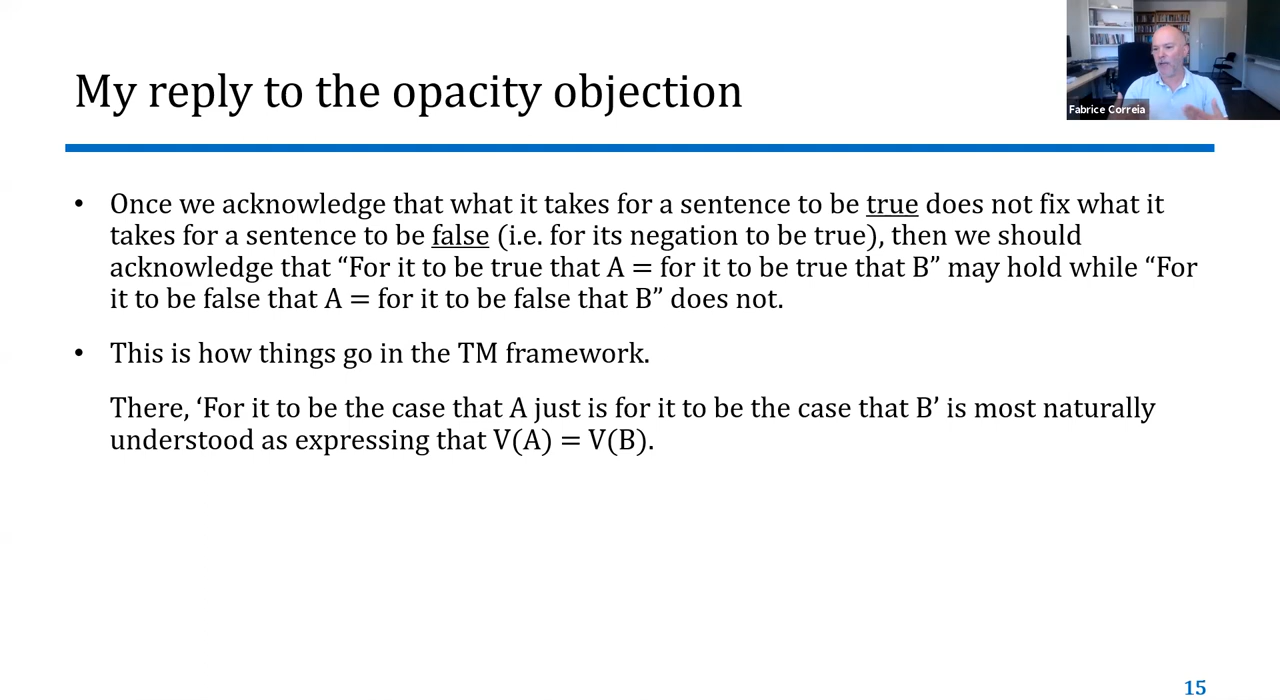 My reply to the opacity objection
Fabrice Correia
• Once we acknowledge that what it takes for a sentence to be true does not fix what it
takes for a sentence to be false (i.e. for its negation to be true), then we should
acknowledge that “For it to be true that A = for it to be true that B” may hold while “For
it to be false that A = for it to be false that B” does not.
• This is how things go in the TM framework.
There, ‘For it to be the case that A just is for it to be the case that B’ is most naturally
understood as expressing that V(A) = V(B).
15